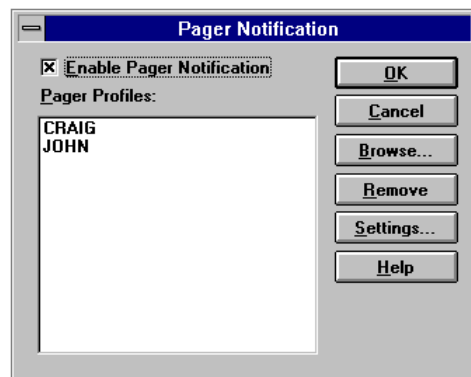 Pager Notification
Enable Pager Notification
Pager Profiles:
CRAIG
JOHN
OK
Cancel
Browse...
Remove
Settings...
Help